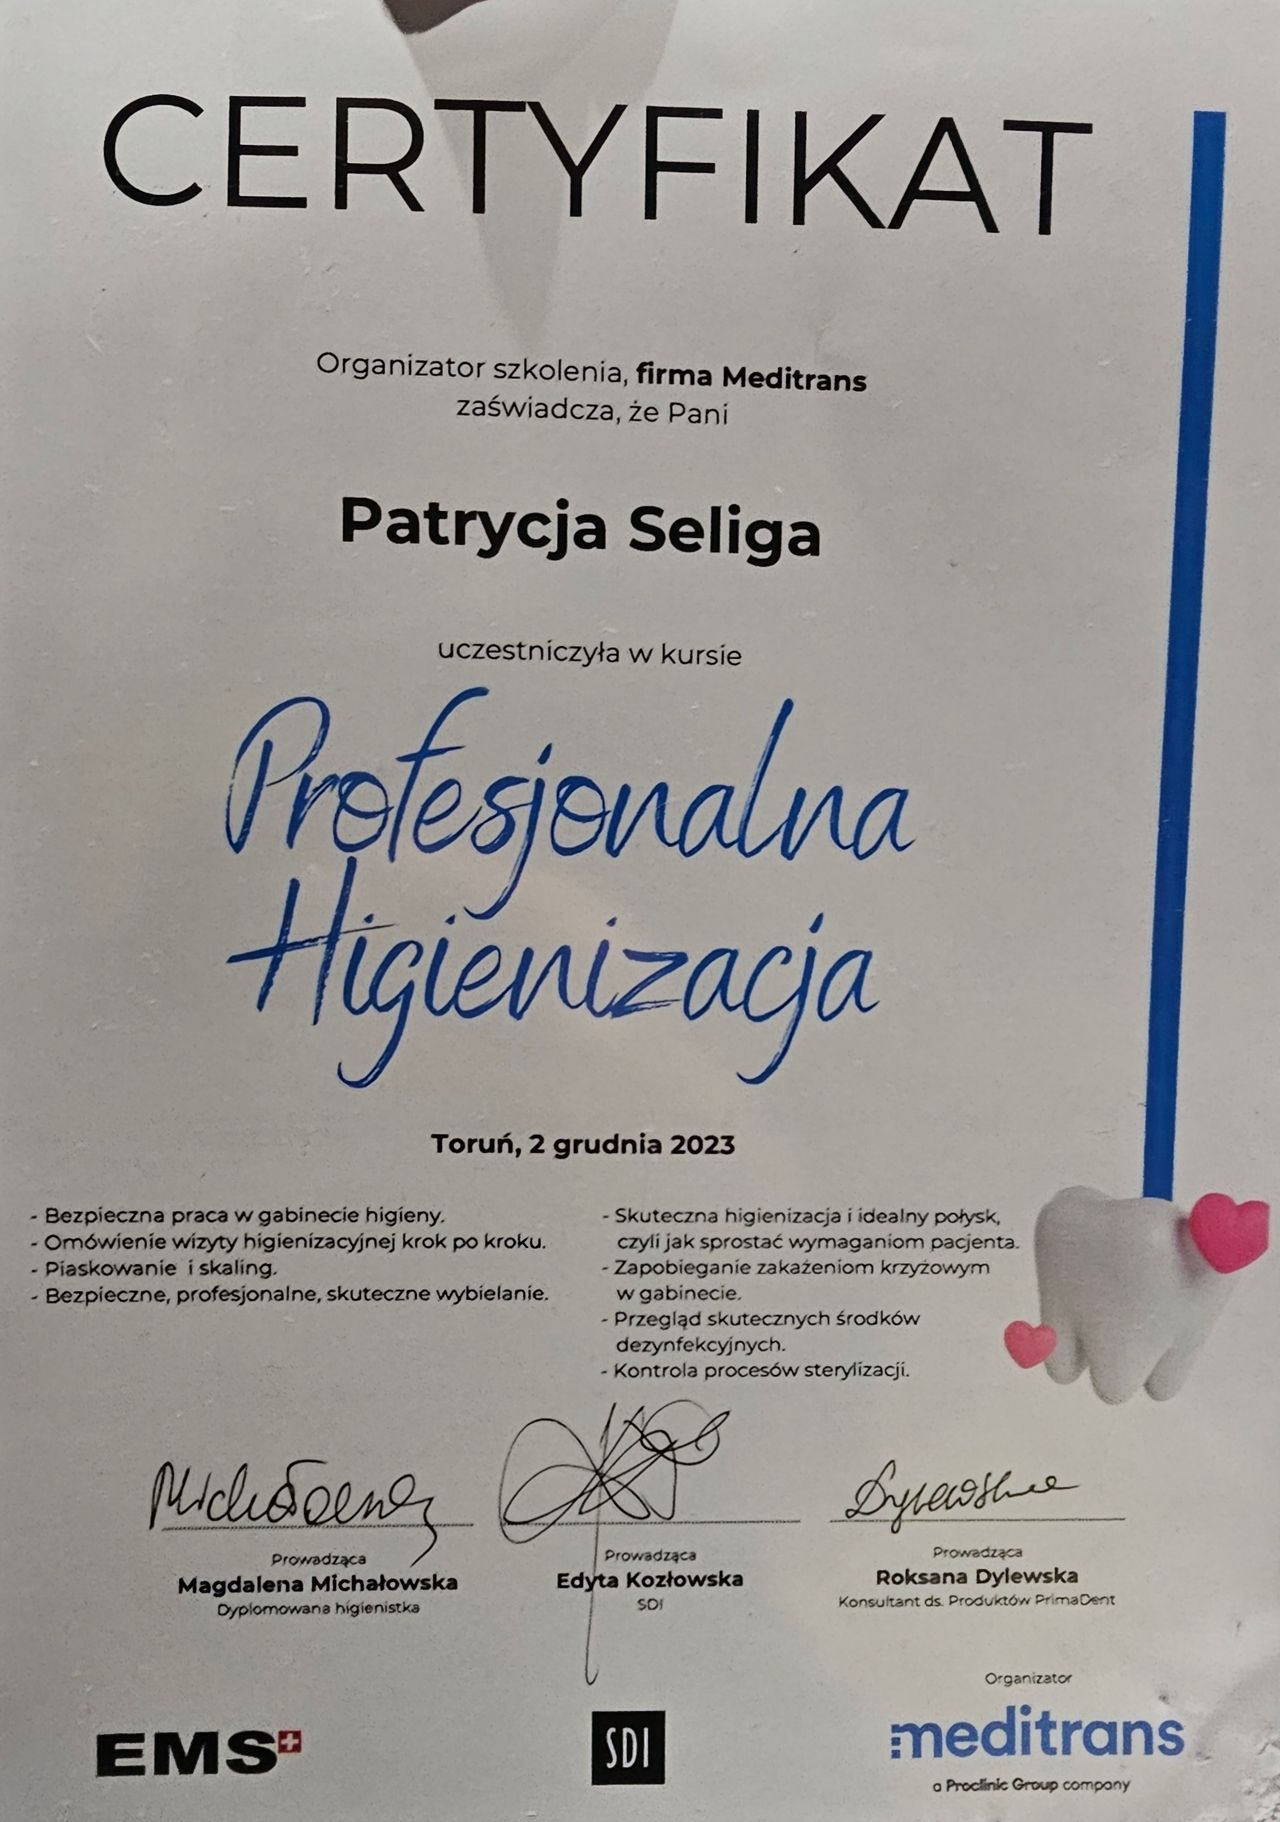 CERTYFIKAT
Organizator szkolenia, firma Meditrans
zaświadcza, że Pani
Patrycja Seliga
uczestniczyła w kursie
Profesjonalna
Higienizacja
Toruń, 2 grudnia 2023
- Bezpieczna praca w gabinecie higieny.
- Omówienie wizyty higienizacyjnej krok po kroku.
- Piaskowanie i skaling.
- Bezpieczne, profesjonalne, skuteczne wybielanie.
- Skuteczna higienizacja i idealny połysk,
czyli jak sprostać wymaganiom pacjenta.
- Zapobieganie zakażeniom krzyżowym
w gabinecie.
- Przegląd skutecznych środków
dezynfekcyjnych.
- Kontrola procesów sterylizacji.
Prowadząca
Magdalena Michałowska
Dyplomowana higienistka
Prowadząca
Edyta Kozłowska
SDI
Prowadząca
Roksana Dylewska
Konsultant ds. Produktów PrimaDent
Organizator
EMS
SDI
meditrans
a Proclinic Group company